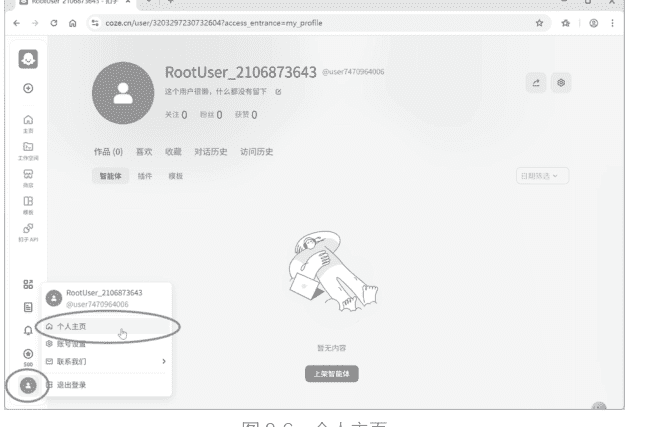 RootUser 2106873643 - 扣子
coze.cn/user/3203297230732604?access_entrance=my_profile
RootUser_2106873643 @user7470964006
这个用户很懒，什么都没有留下
关注 0 粉丝 0 获赞 0
作品 (0) 喜欢 收藏 对话历史 访问历史
智能体 插件 模板
日期筛选
主页
工作空间
商店
模板
扣子 API
暂无内容
上架智能体
RootUser_2106873643
@user7470964006
个人主页
账号设置
联系我们
退出登录
500
个人主页